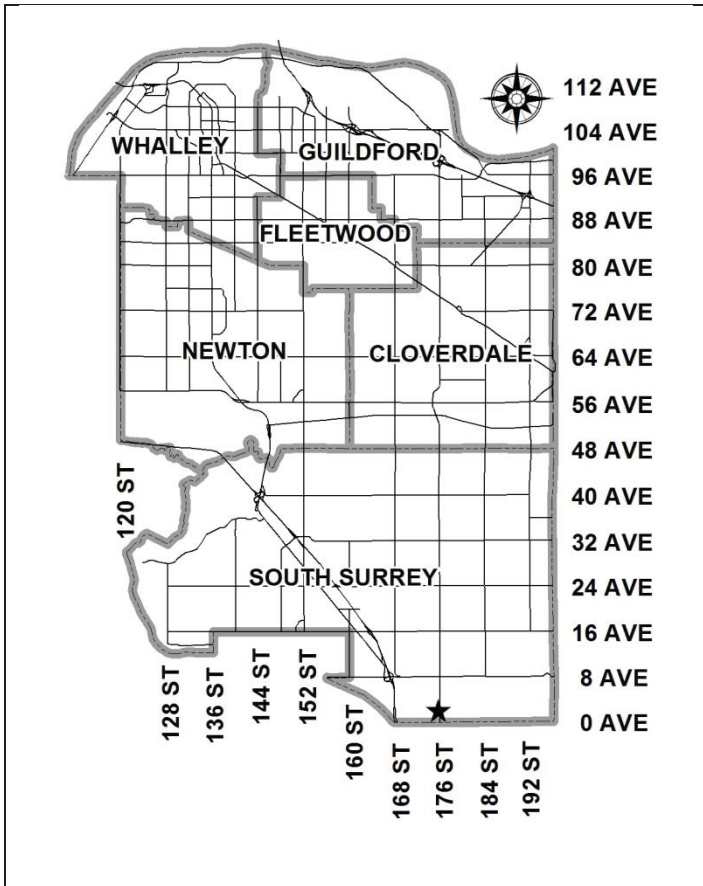 112 AVE
104 AVE
WHALLEY
GUILDFORD
96 AVE
88 AVE
FLEETWOOD
80 AVE
72 AVE
NEWTON
CLOVERDALE
64 AVE
56 AVE
48 AVE
120 ST
40 AVE
32 AVE
SOUTH SURREY
24 AVE
16 AVE
8 AVE
128 ST
136 ST
144 ST
152 ST
160 ST
0 AVE
168 ST
176 ST
184 ST
192 ST